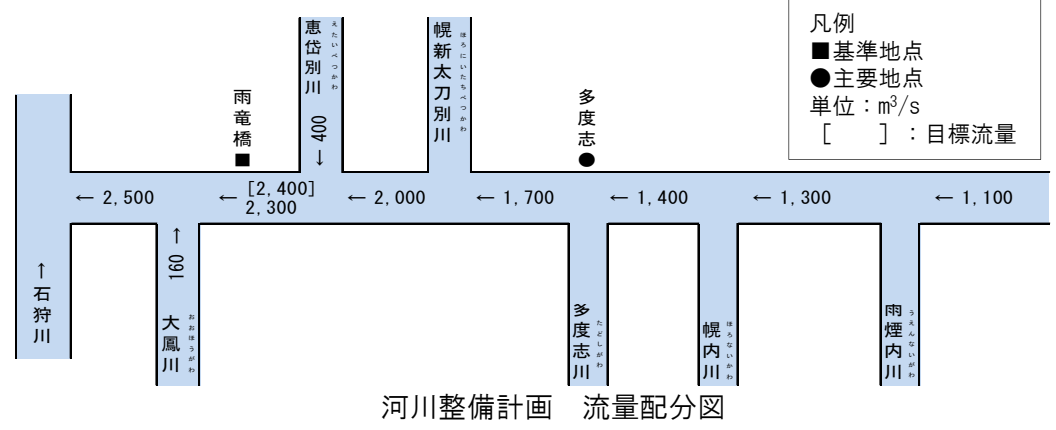 凡例
■基準地点
●主要地点
単位：m³/s
[　　]：目標流量
恵岱別川
えたいべつかわ
幌新太刀別川
ほろにいたちべつかわ
雨竜橋
■
多度志
●
400
↓
← 2,500
[2,400]
← 2,300
← 2,000
← 1,700
← 1,400
← 1,300
← 1,100
160 →
→石狩川
大鳳川
おおほうがわ
多度志川
たどしがわ
幌内川
ほろないかわ
雨煙内川
うえんないがわ
河川整備計画　流量配分図